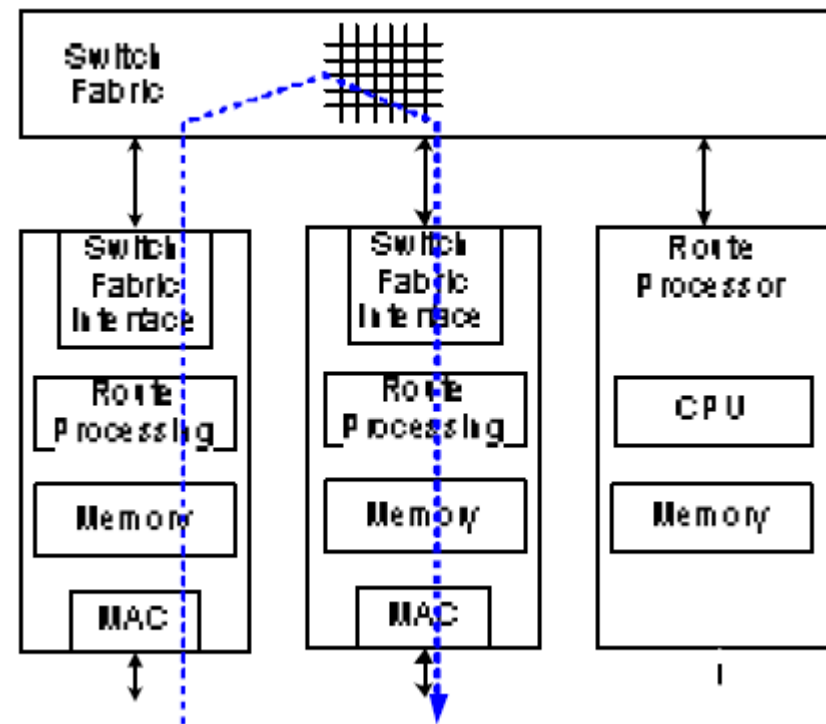 Switch
Fabric
Switch
Fabric
Interface
Route
Processing
Memory
MAC
Switch
Fabric
Interface
Route
Processing
Memory
MAC
Route
Processor
CPU
Memory